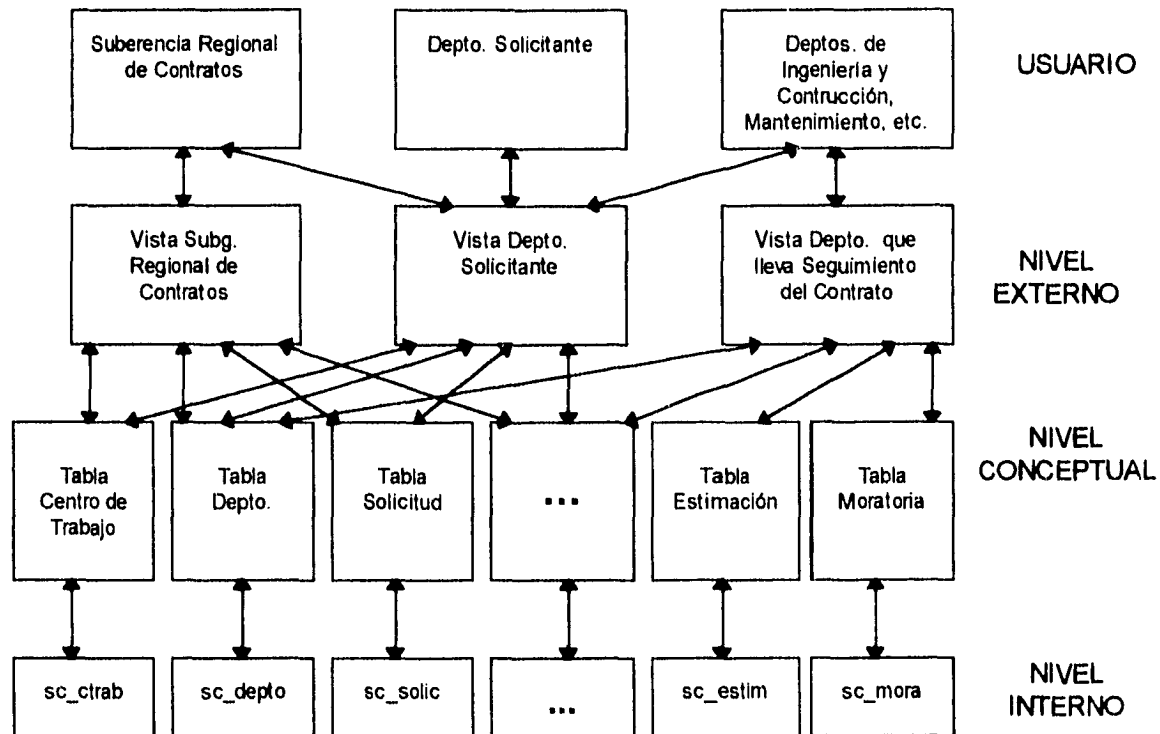 Suberencia Regional
de Contratos
Depto. Solicitante
Deptos. de
Ingeniería y
Contrucción,
Mantenimiento, etc.
USUARIO
Vista Subg.
Regional de
Contratos
Vista Depto.
Solicitante
Vista Depto. que
lleva Seguimiento
del Contrato
NIVEL
EXTERNO
Tabla
Centro de
Trabajo
Tabla
Depto.
Tabla
Solicitud
...
Tabla
Estimación
Tabla
Moratoria
NIVEL
CONCEPTUAL
sc_ctrab
sc_depto
sc_solic
...
sc_estim
sc_mora
NIVEL
INTERNO